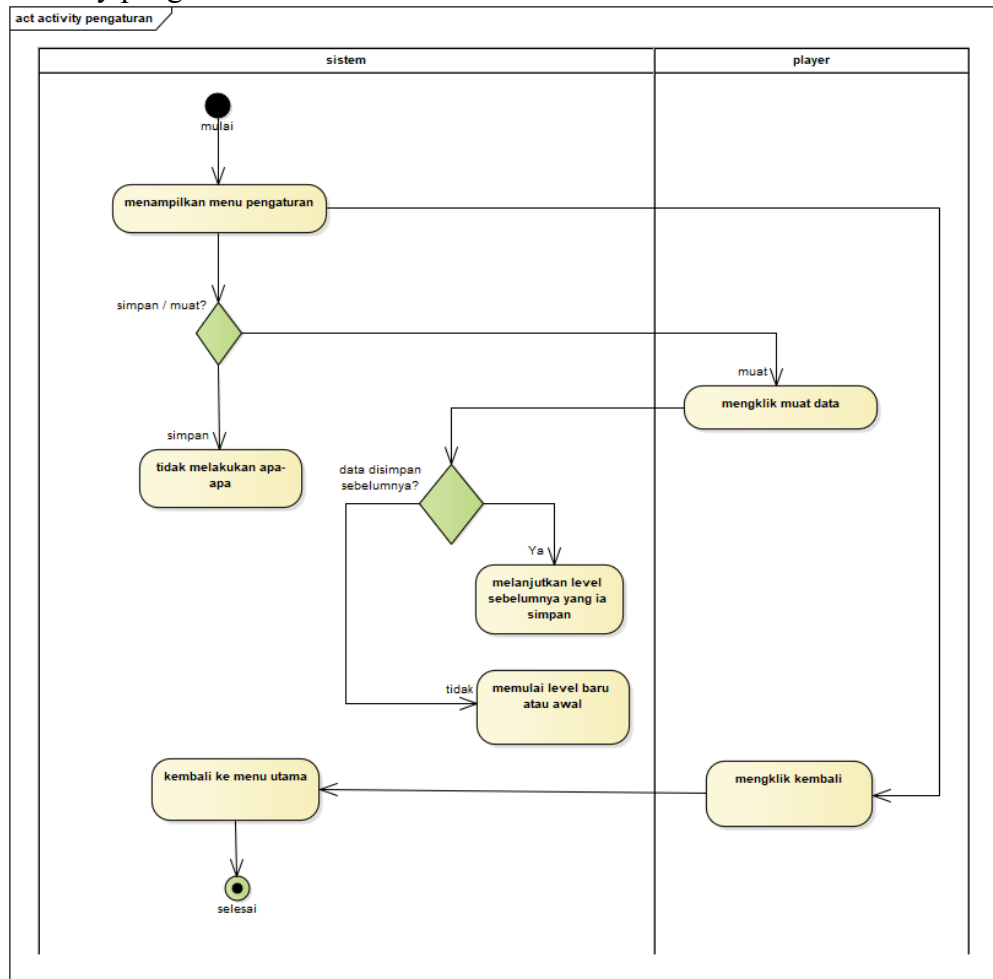 act activity pengaturan
sistem
player
mulai
menampilkan menu pengaturan
simpan / muat?
muat
mengklik muat data
simpan
tidak melakukan apa-
apa
data disimpan
sebelumnya?
Ya
melanjutkan level
sebelumnya yang ia
simpan
tidak
memulai level baru
atau awal
kembali ke menu utama
mengklik kembali
selesai